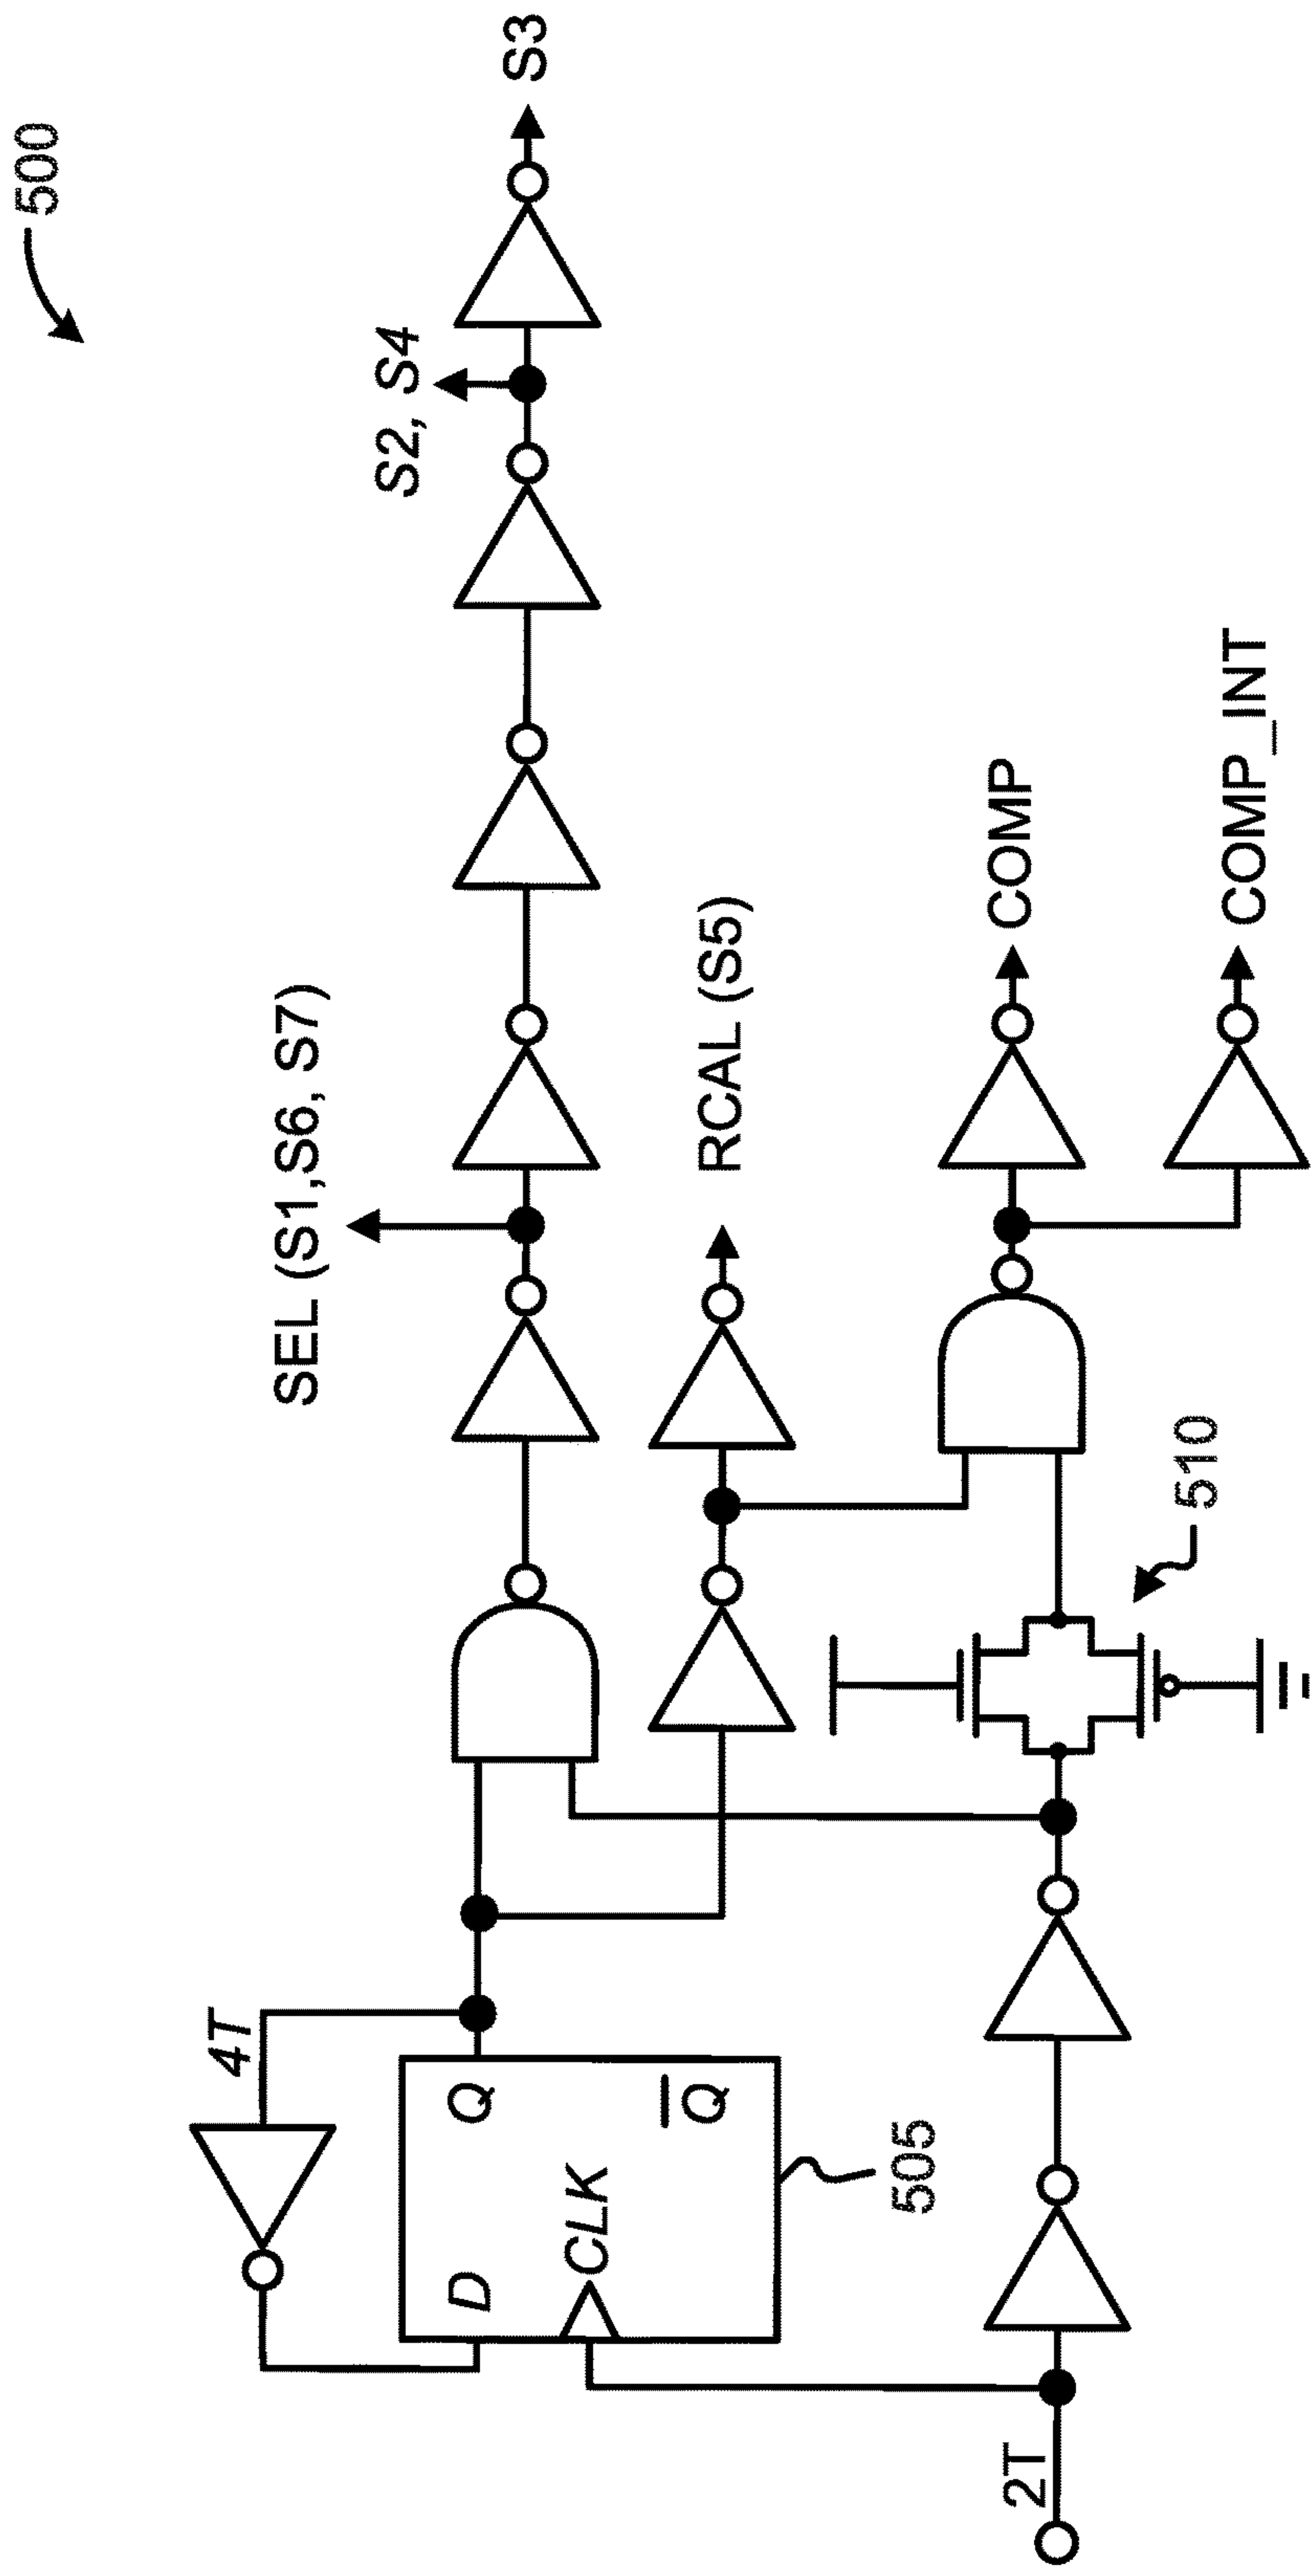 500
S3
S2, S4
SEL (S1,S6, S7)
RCAL (S5)
COMP
COMP_INT
4T
D
Q
CLK
Q
505
510
2T